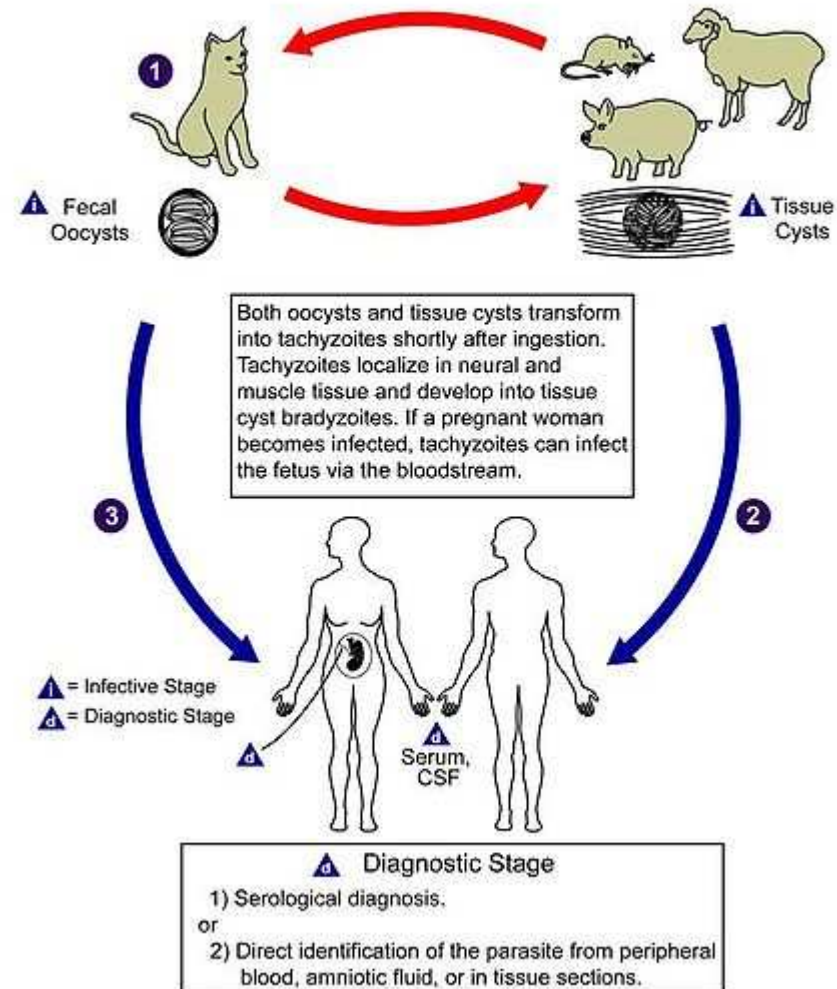 1
i Fecal
Oocysts
i Tissue
Cysts
Both oocysts and tissue cysts transform
into tachyzoites shortly after ingestion.
Tachyzoites localize in neural and
muscle tissue and develop into tissue
cyst bradyzoites. If a pregnant woman
becomes infected, tachyzoites can infect
the fetus via the bloodstream.
3
2
i = Infective Stage
d = Diagnostic Stage
d
d
Serum,
CSF
d Diagnostic Stage
1) Serological diagnosis.
or
2) Direct identification of the parasite from peripheral
blood, amniotic fluid, or in tissue sections.